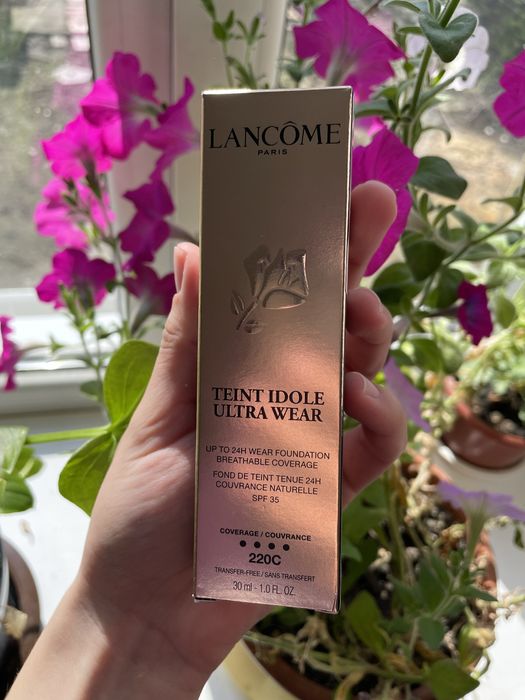 LANCÔME
PARIS
TEINT IDOLE
ULTRA WEAR
UP TO 24H WEAR FOUNDATION
BREATHABLE COVERAGE
FOND DE TEINT TENUE 24H
COUVRANCE NATURELLE
SPF 35
COVERAGE / COUVRANCE
220C
TRANSFER-FREE / SANS TRANSFERT
30 ml - 1.0 FL. OZ.